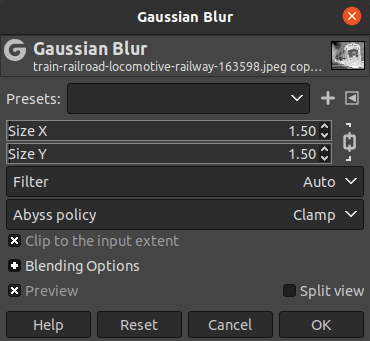 Gaussian Blur
Gaussian Blur
train-railroad-locomotive-railway-163598.jpeg cop…
Presets:
Size X 1.50
Size Y 1.50
Filter Auto
Abyss policy Clamp
Clip to the input extent
Blending Options
Preview Split view
Help Reset Cancel OK